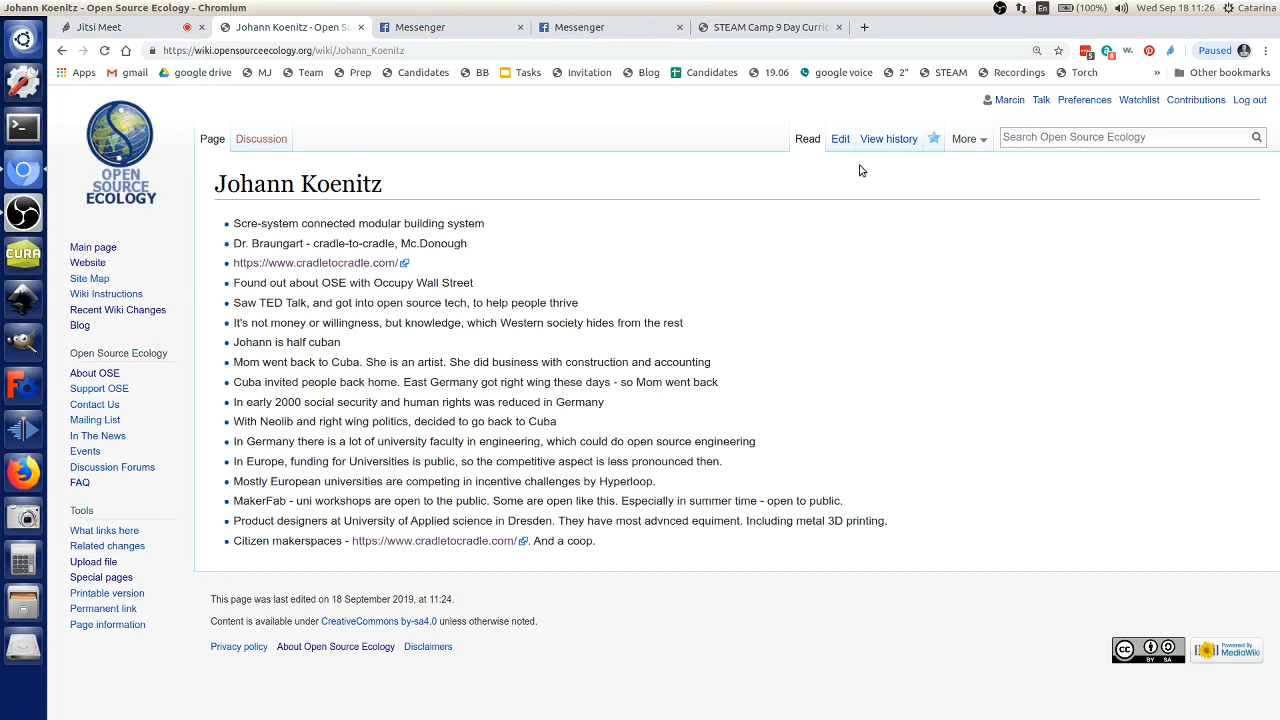 Johann Koenitz - Open Source Ecology - Chromium
En (100%) Wed Sep 18 11:26 Catarina
Jitsi Meet
Johann Koenitz - Open So
Messenger
Messenger
STEAM Camp 9 Day Curric
https://wiki.opensourceecology.org/wiki/Johann_Koenitz
Paused
Apps gmail google drive MJ Team Prep Candidates BB Tasks Invitation Blog Candidates 19.06 google voice 2" STEAM Recordings Torch » Other bookmarks
Marcin Talk Preferences Watchlist Contributions Log out
OPEN
SOURCE
ECOLOGY
Page Discussion Read Edit View history More Search Open Source Ecology
Johann Koenitz
Scre-system connected modular building system
Dr. Braungart - cradle-to-cradle, Mc.Donough
https://www.cradletocradle.com/
Found out about OSE with Occupy Wall Street
Saw TED Talk, and got into open source tech, to help people thrive
It's not money or willingness, but knowledge, which Western society hides from the rest
Johann is half cuban
Mom went back to Cuba. She is an artist. She did business with construction and accounting
Cuba invited people back home. East Germany got right wing these days - so Mom went back
In early 2000 social security and human rights was reduced in Germany
With Neolib and right wing politics, decided to go back to Cuba
In Germany there is a lot of university faculty in engineering, which could do open source engineering
In Europe, funding for Universities is public, so the competitive aspect is less pronounced then.
Mostly European universities are competing in incentive challenges by Hyperloop.
MakerFab - uni workshops are open to the public. Some are open like this. Especially in summer time - open to public.
Product designers at University of Applied Science in Dresden. They have most advnced equipment. Including metal 3D printing.
Citizen makerspaces - https://www.cradletocradle.com/. And a coop.
Main page
Website
Site Map
Wiki Instructions
Recent Wiki Changes
Blog
Open Source Ecology
About OSE
Support OSE
Contact Us
Mailing List
In The News
Events
Discussion Forums
FAQ
Tools
What links here
Related changes
Upload file
Special pages
Printable version
Permanent link
Page information
This page was last edited on 18 September 2019, at 11:24.
Content is available under CreativeCommons by-sa4.0 unless otherwise noted.
Privacy policy About Open Source Ecology Disclaimers
CC BY SA
Powered By MediaWiki
CURA